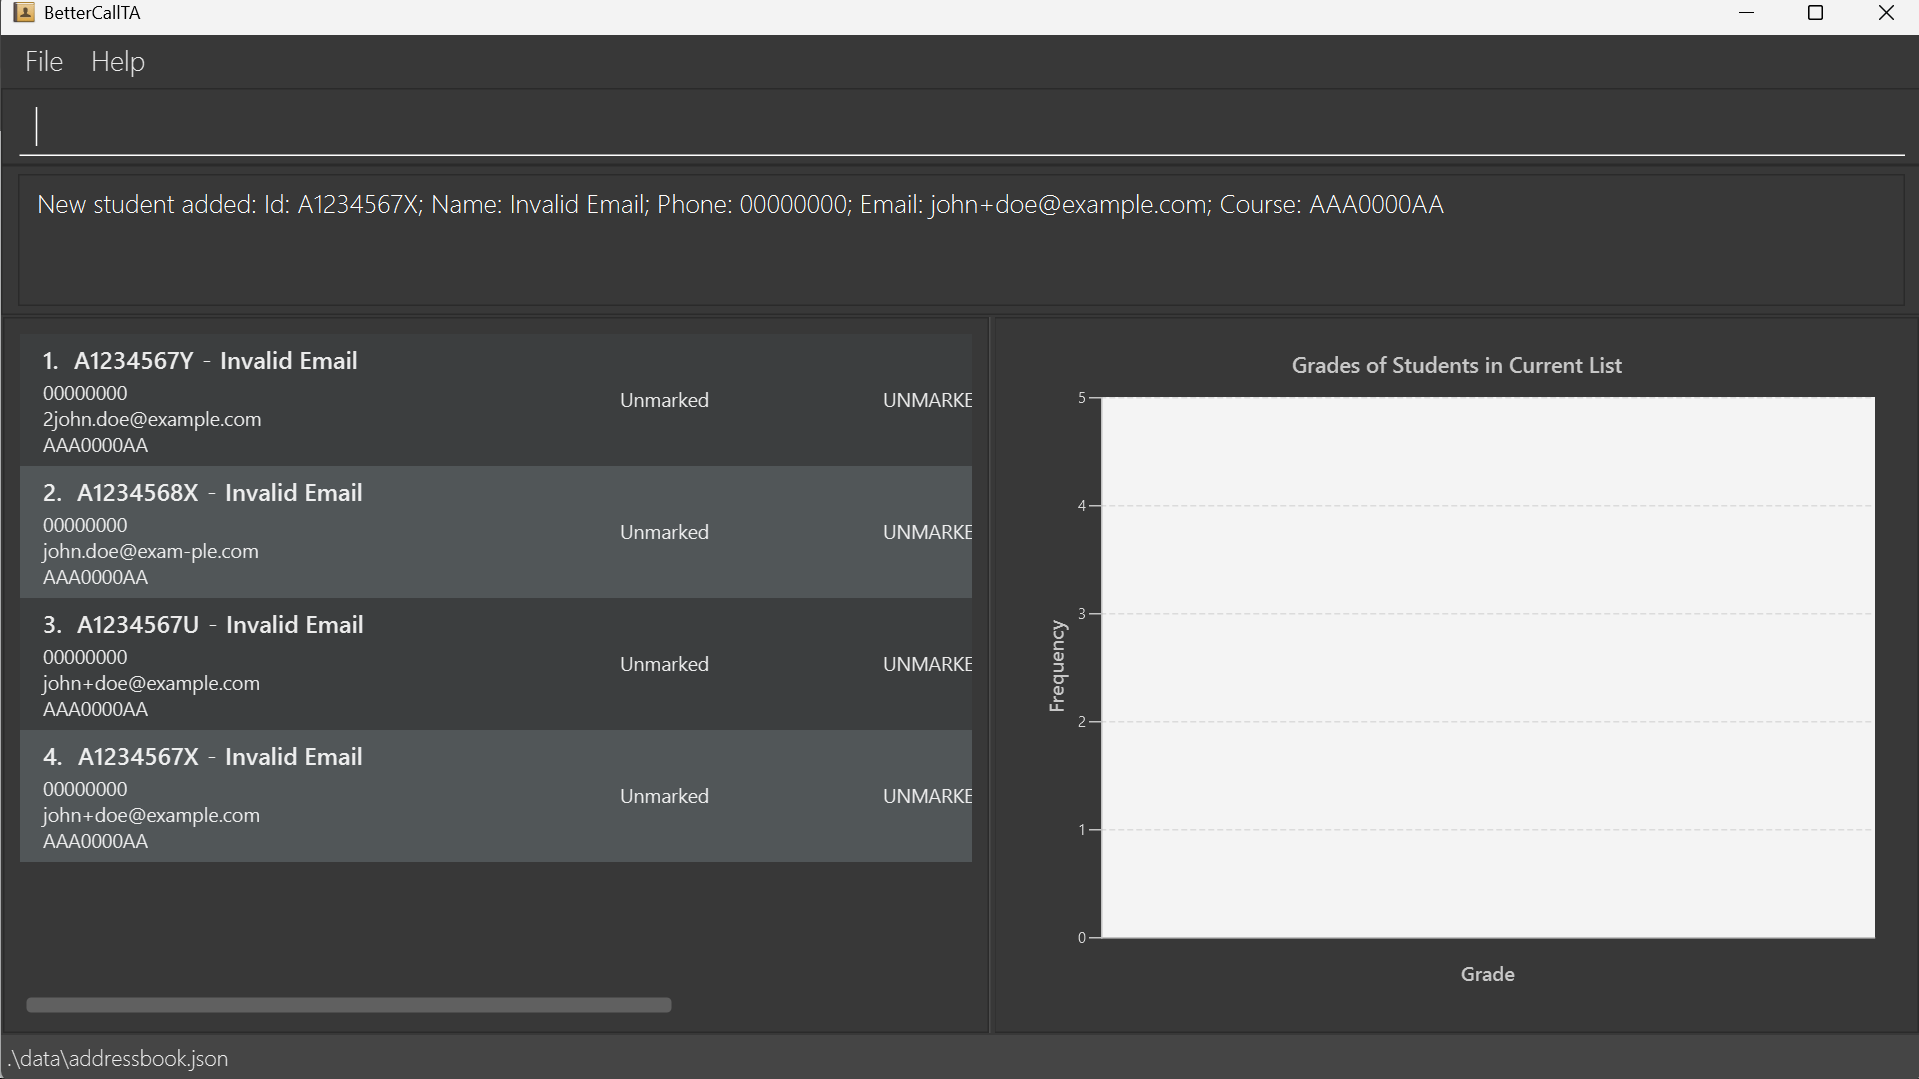 BetterCallTA
File Help
New student added: Id: A1234567X; Name: Invalid Email; Phone: 00000000; Email: john+doe@example.com; Course: AAA0000AA
1. A1234567Y - Invalid Email
00000000
2john.doe@example.com
AAA0000AA
Unmarked
UNMARKE
2. A1234568X - Invalid Email
00000000
john.doe@exam-ple.com
AAA0000AA
Unmarked
UNMARKE
3. A1234567U - Invalid Email
00000000
john+doe@example.com
AAA0000AA
Unmarked
UNMARKE
4. A1234567X - Invalid Email
00000000
john+doe@example.com
AAA0000AA
Unmarked
UNMARKE
Grades of Students in Current List
5
4
3
2
1
0
Frequency
Grade
.\data\addressbook.json